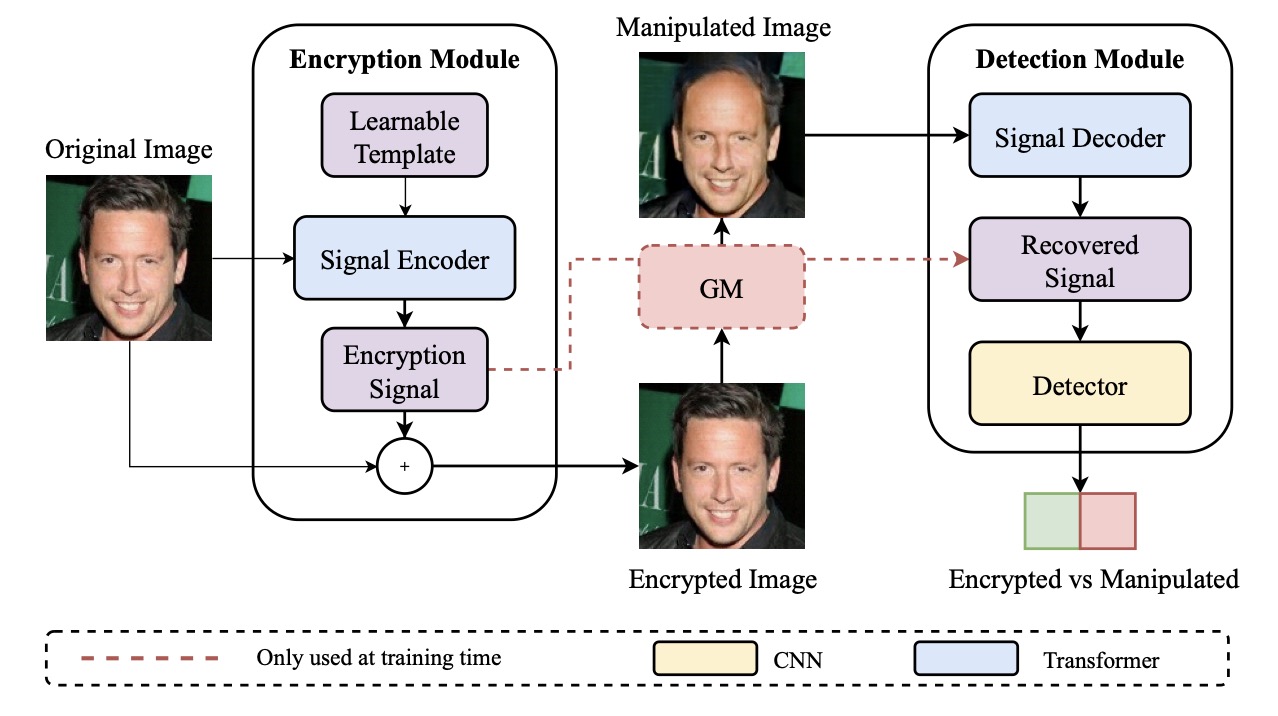 Manipulated Image
Encryption Module
Detection Module
Learnable
Template
Signal Decoder
Original Image
Signal Encoder
Recovered
Signal
GM
Encryption
Signal
Detector
+
Encrypted Image
Encrypted vs Manipulated
Only used at training time
CNN
Transformer